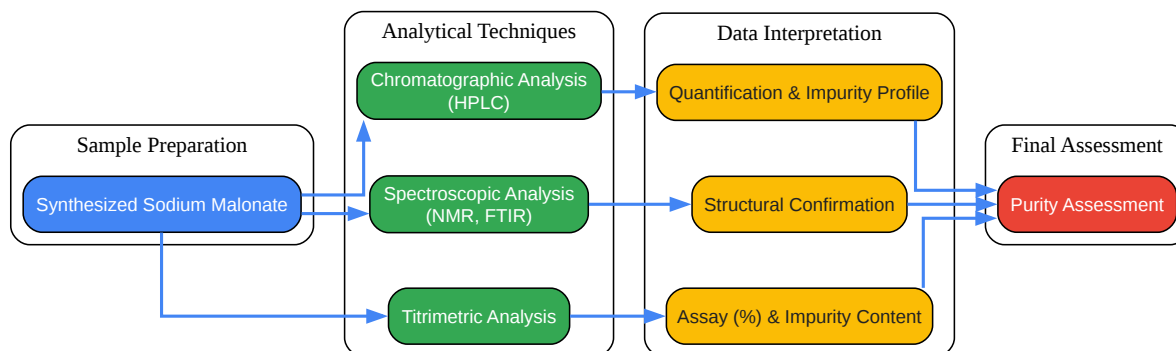 Sample Preparation
Synthesized Sodium Malonate
Analytical Techniques
Chromatographic Analysis
(HPLC)
Spectroscopic Analysis
(NMR, FTIR)
Titrimetric Analysis
Data Interpretation
Quantification & Impurity Profile
Structural Confirmation
Assay (%) & Impurity Content
Final Assessment
Purity Assessment